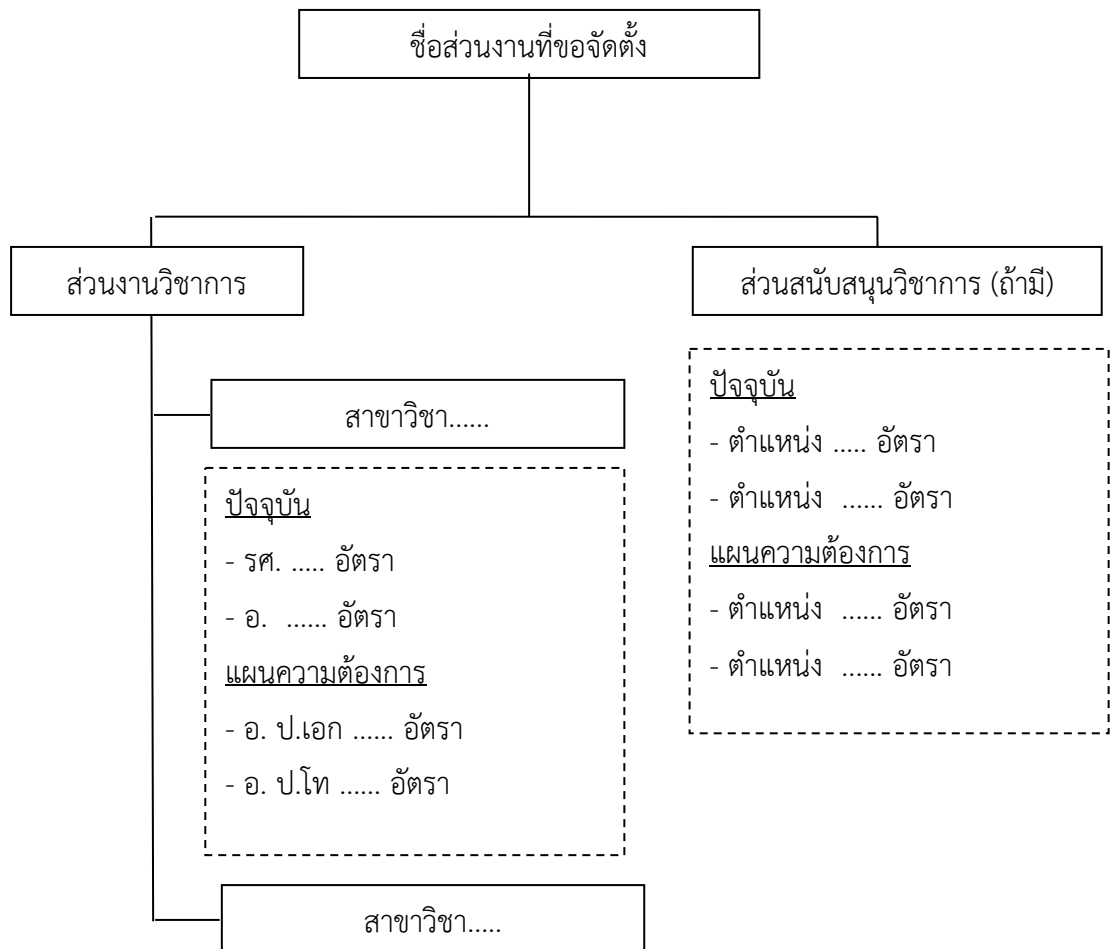 ชื่อส่วนงานที่ขอจัดตั้ง
ส่วนงานวิชาการ
ส่วนสนับสนุนวิชาการ (ถ้ามี)
สาขาวิชา......
ปัจจุบัน
- รศ. ..... อัตรา
- อ. ...... อัตรา
แผนความต้องการ
- อ. ป.เอก ...... อัตรา
- อ. ป.โท ...... อัตรา
สาขาวิชา.....
ปัจจุบัน
- ตำแหน่ง ..... อัตรา
- ตำแหน่ง ...... อัตรา
แผนความต้องการ
- ตำแหน่ง ...... อัตรา
- ตำแหน่ง ...... อัตรา